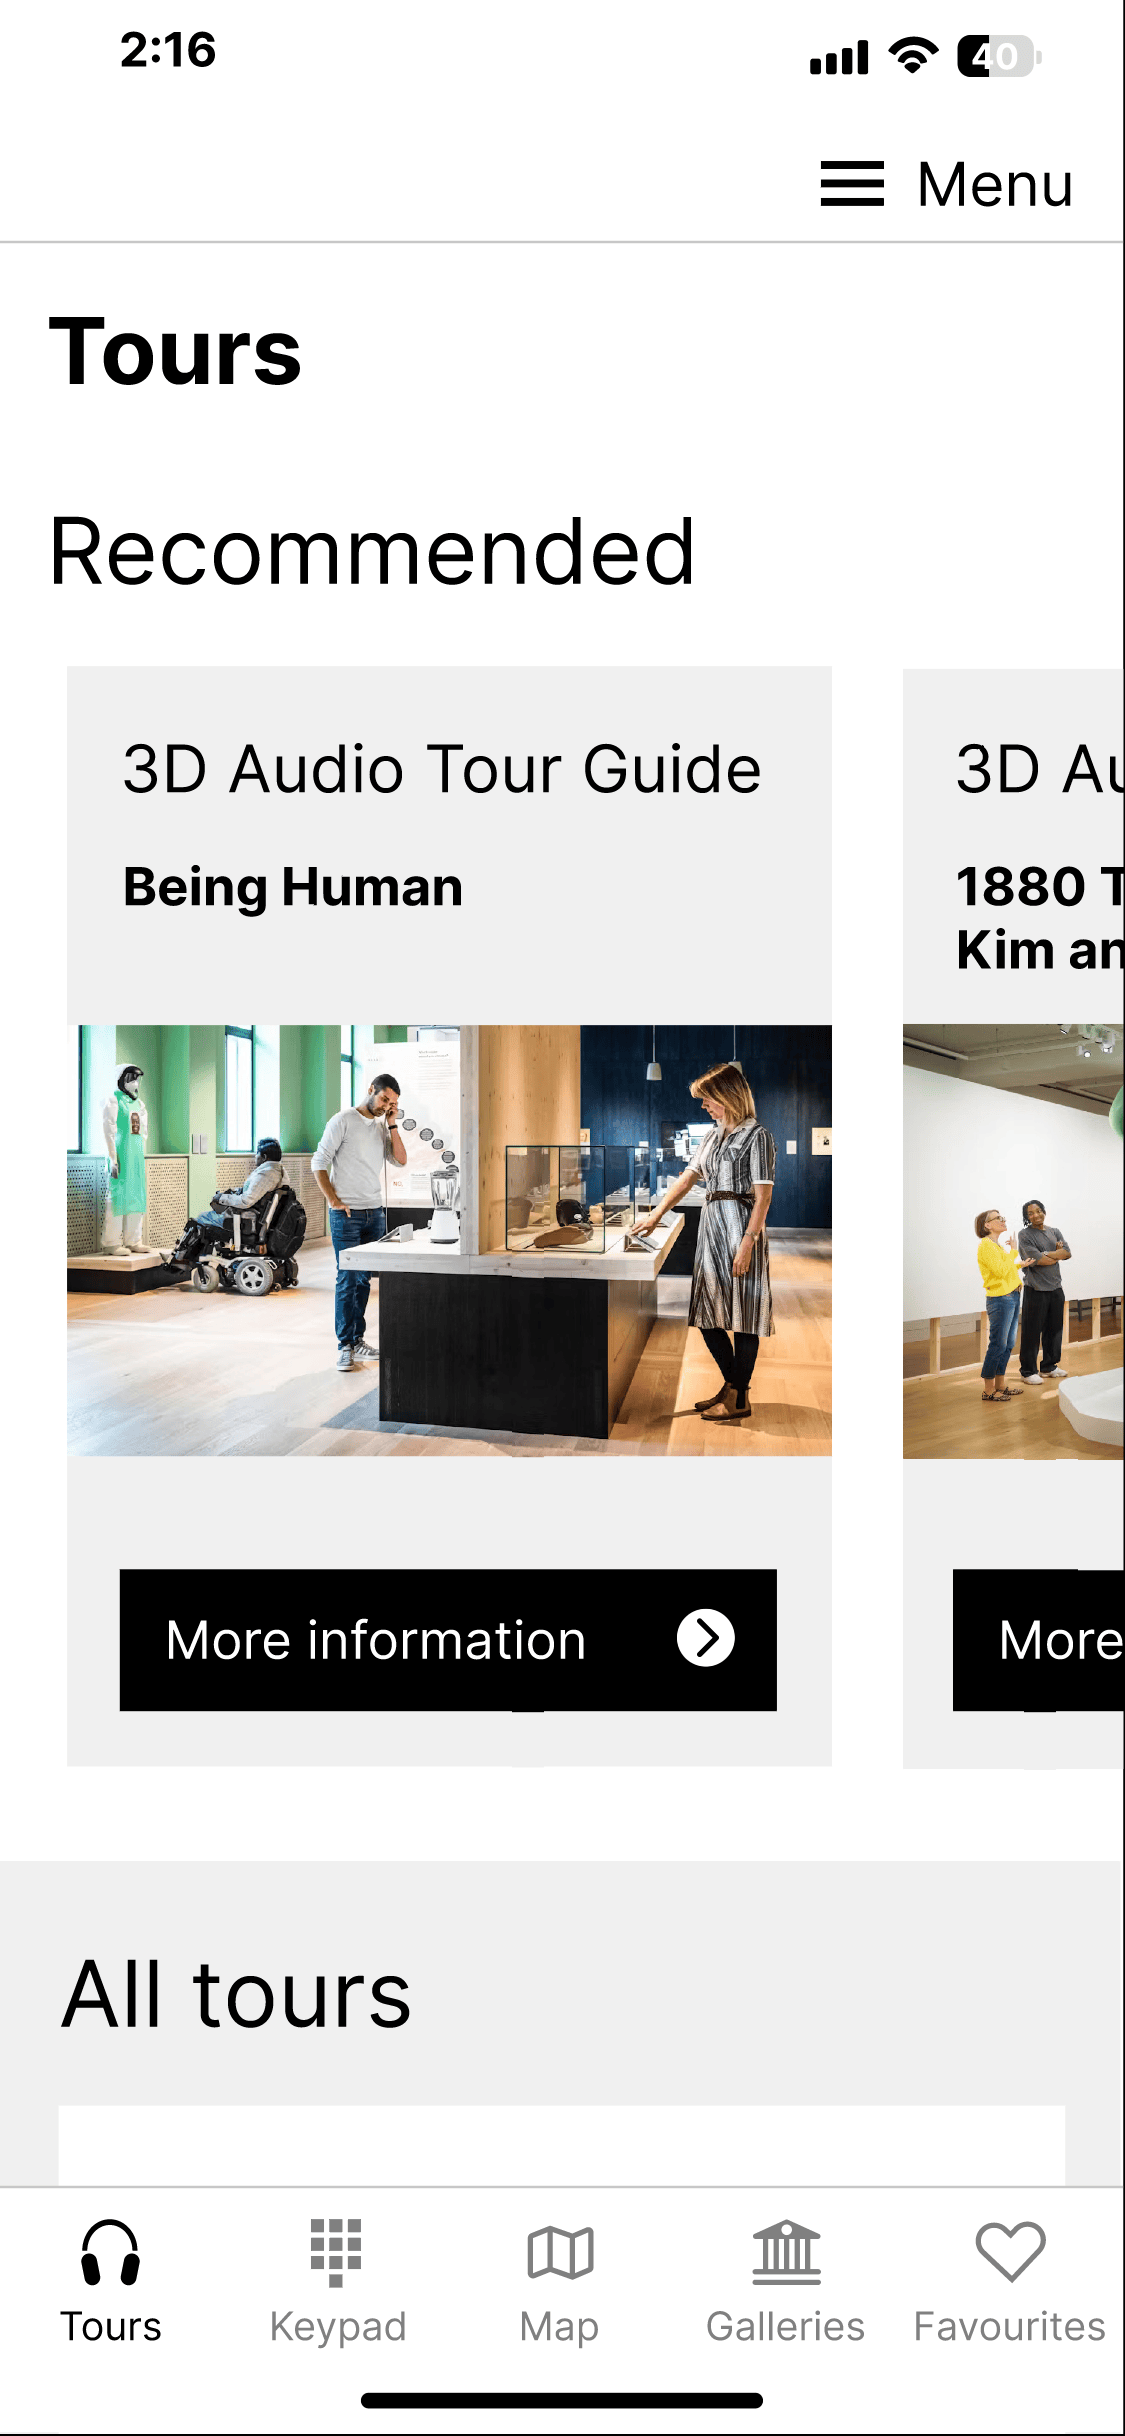 2:16
40
Menu
Tours
Recommended
3D Audio Tour Guide
Being Human
More information
3D Au
1880 T
Kim an
More
All tours
Tours
Keypad
Map
Galleries
Favourites